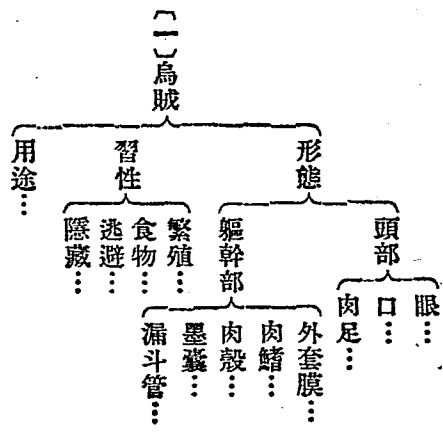 (一)烏賊
形態
頭部
眼…
口…
肉足…
軀幹部
外套膜…
肉鰭…
肉殼…
墨囊…
漏斗管…
習性
繁殖…
食物…
逃避…
隱藏…
用途…